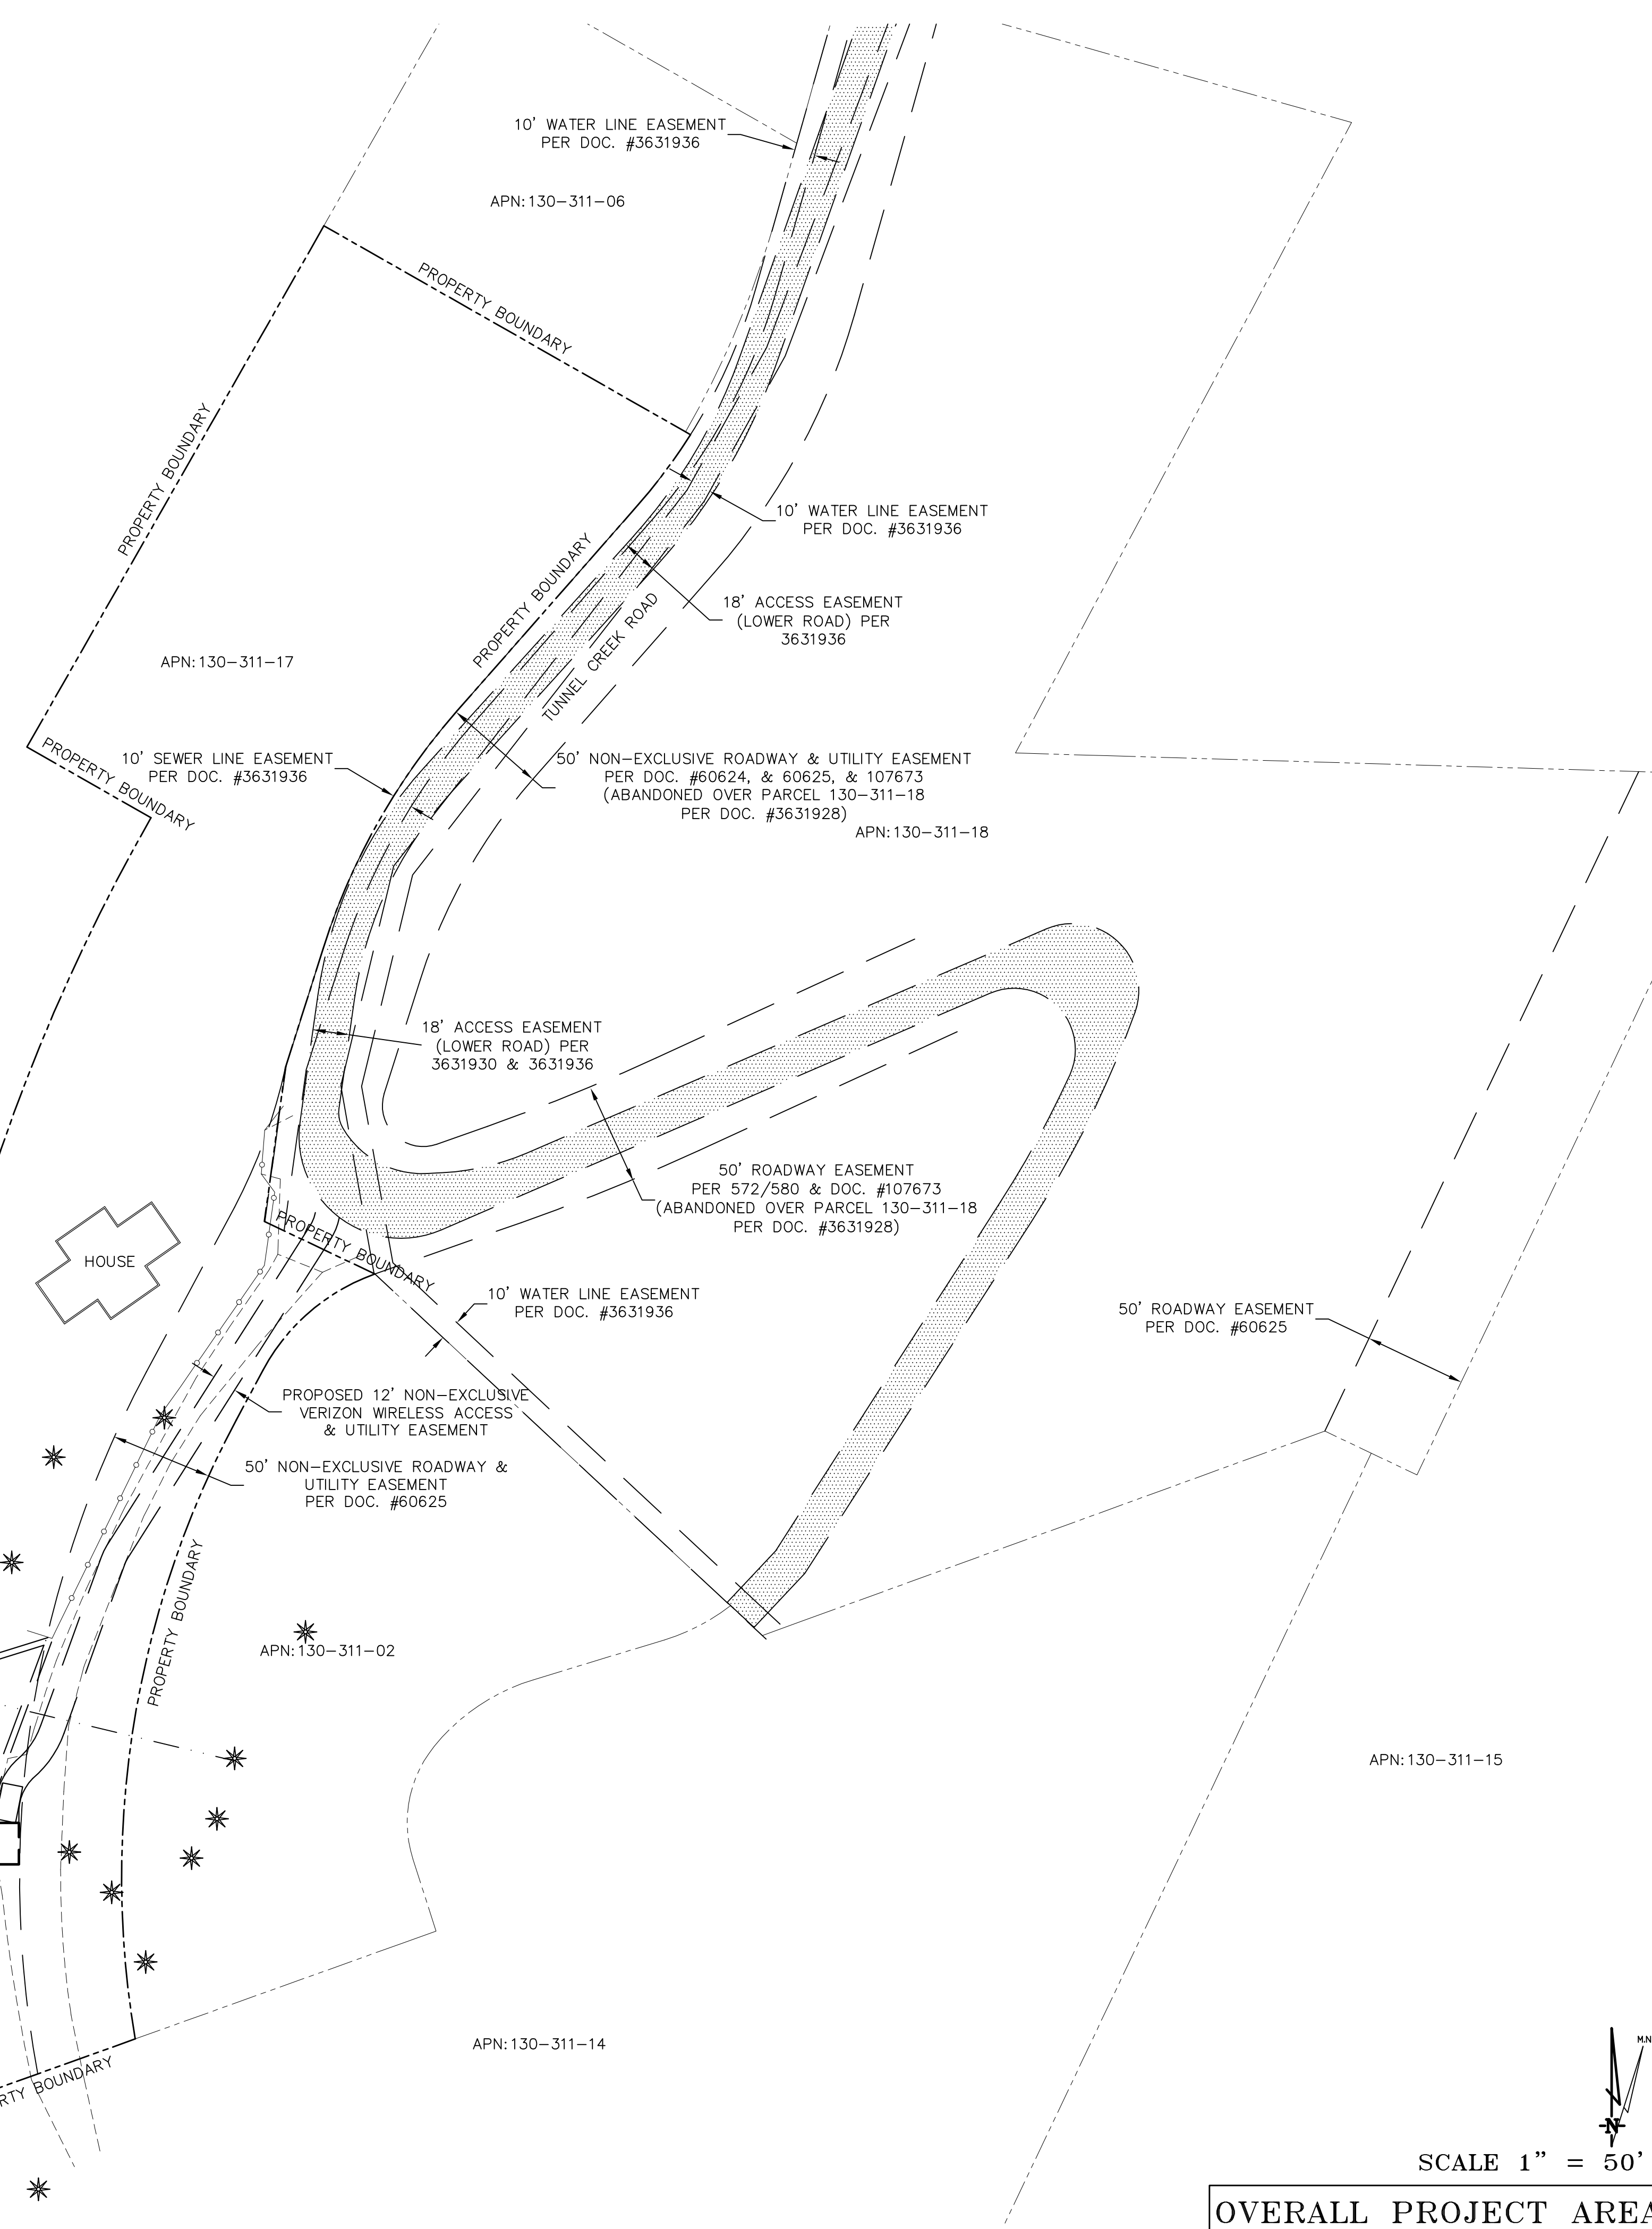 10' WATER LINE EASEMENT
PER DOC. #3631936
APN:130-311-06
PROPERTY BOUNDARY
PROPERTY BOUNDARY
10' WATER LINE EASEMENT
PER DOC. #3631936
PROPERTY BOUNDARY
18' ACCESS EASEMENT
(LOWER ROAD) PER
3631936
TUNNEL CREEK ROAD
APN:130-311-17
PROPERTY BOUNDARY
10' SEWER LINE EASEMENT
PER DOC. #3631936
50' NON-EXCLUSIVE ROADWAY & UTILITY EASEMENT
PER DOC. #60624, & 60625, & 107673
(ABANDONED OVER PARCEL 130-311-18
PER DOC. #3631928)
APN:130-311-18
18' ACCESS EASEMENT
(LOWER ROAD) PER
3631930 & 3631936
50' ROADWAY EASEMENT
PER 572/580 & DOC. #107673
(ABANDONED OVER PARCEL 130-311-18
PER DOC. #3631928)
PROPERTY BOUNDARY
HOUSE
10' WATER LINE EASEMENT
PER DOC. #3631936
50' ROADWAY EASEMENT
PER DOC. #60625
PROPOSED 12' NON-EXCLUSIVE
VERIZON WIRELESS ACCESS
& UTILITY EASEMENT
50' NON-EXCLUSIVE ROADWAY &
UTILITY EASEMENT
PER DOC. #60625
PROPERTY BOUNDARY
APN:130-311-02
APN:130-311-15
APN:130-311-14
RTY BOUNDARY
M.N
N
SCALE 1" = 50'
OVERALL PROJECT AREA